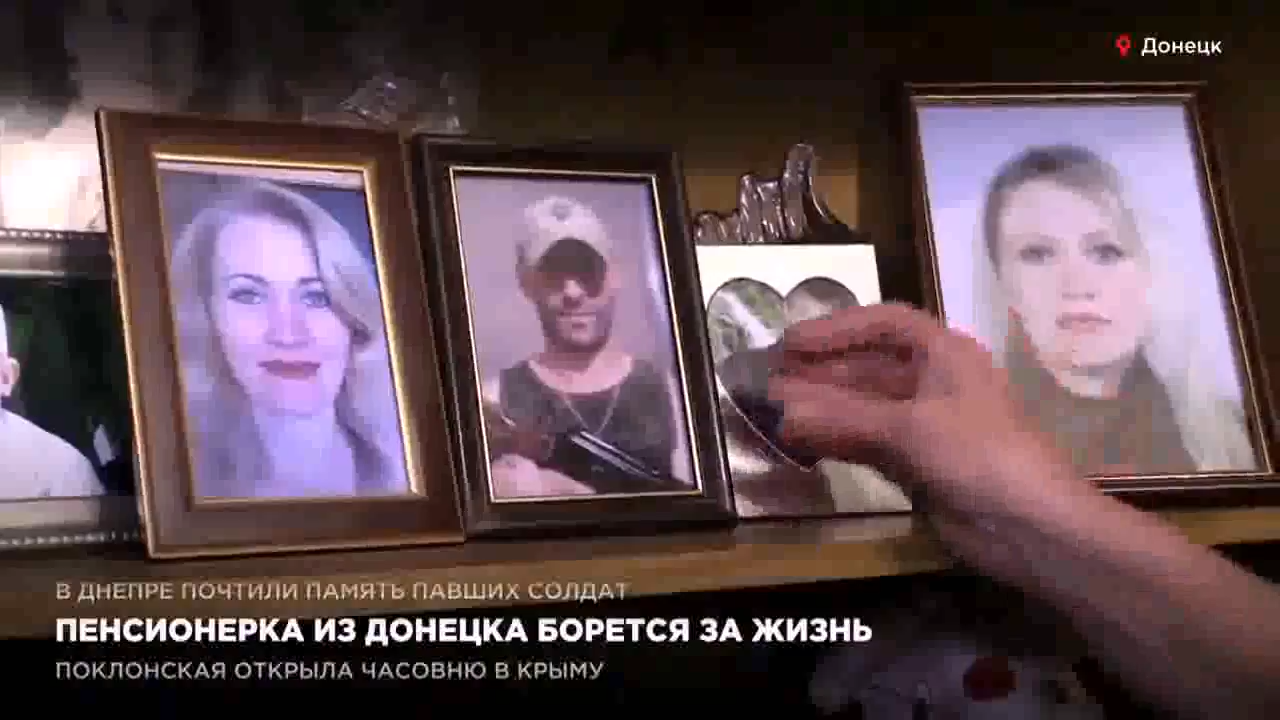 Донецк
В ДНЕПРЕ ПОЧТИЛИ ПАМЯТЬ ПАВШИХ СОЛДАТ
ПЕНСИОНЕРКА ИЗ ДОНЕЦКА БОРЕТСЯ ЗА ЖИЗНЬ
ПОКЛОНСКАЯ ОТКРЫЛА ЧАСОВНЮ В КРЫМУ